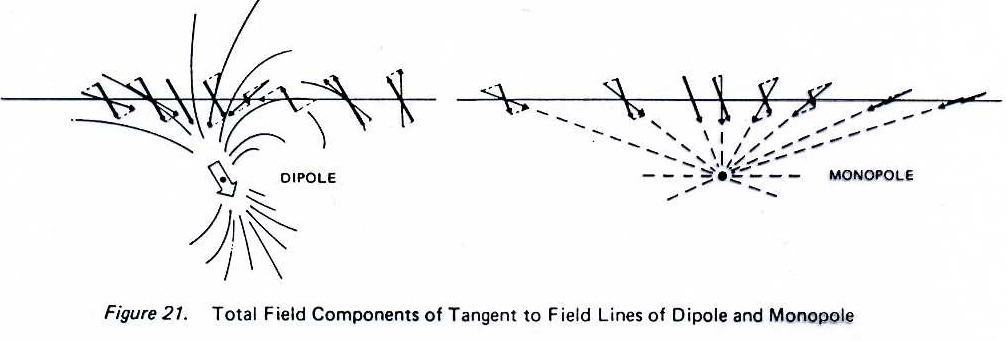 DIPOLE
MONOPOLE
Figure 21. Total Field Components of Tangent to Field Lines of Dipole and Monopole